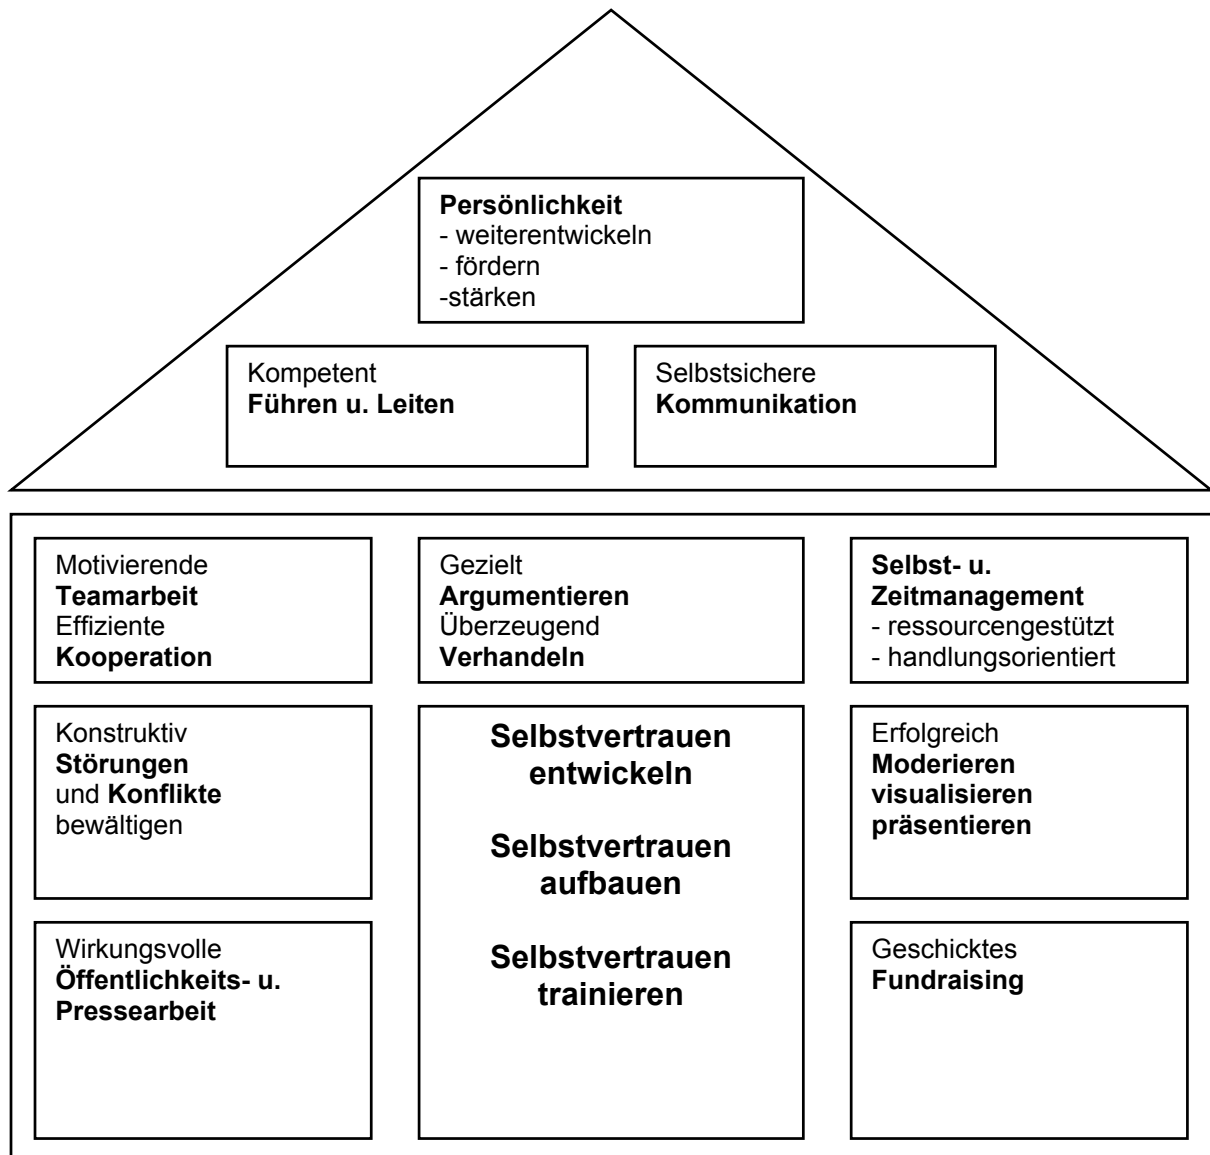 Persönlichkeit
- weiterentwickeln
- fördern
-stärken
Kompetent
Führen u. Leiten
Selbstsichere
Kommunikation
Motivierende
Teamarbeit
Effiziente
Kooperation
Gezielt
Argumentieren
Überzeugend
Verhandeln
Selbst- u.
Zeitmanagement
- ressourcengestützt
- handlungsorientiert
Konstruktiv
Störungen
und Konflikte
bewältigen
Selbstvertrauen
entwickeln
Selbstvertrauen
aufbauen
Selbstvertrauen
trainieren
Erfolgreich
Moderieren
visualisieren
präsentieren
Wirkungsvolle
Öffentlichkeits- u.
Pressearbeit
Geschicktes
Fundraising